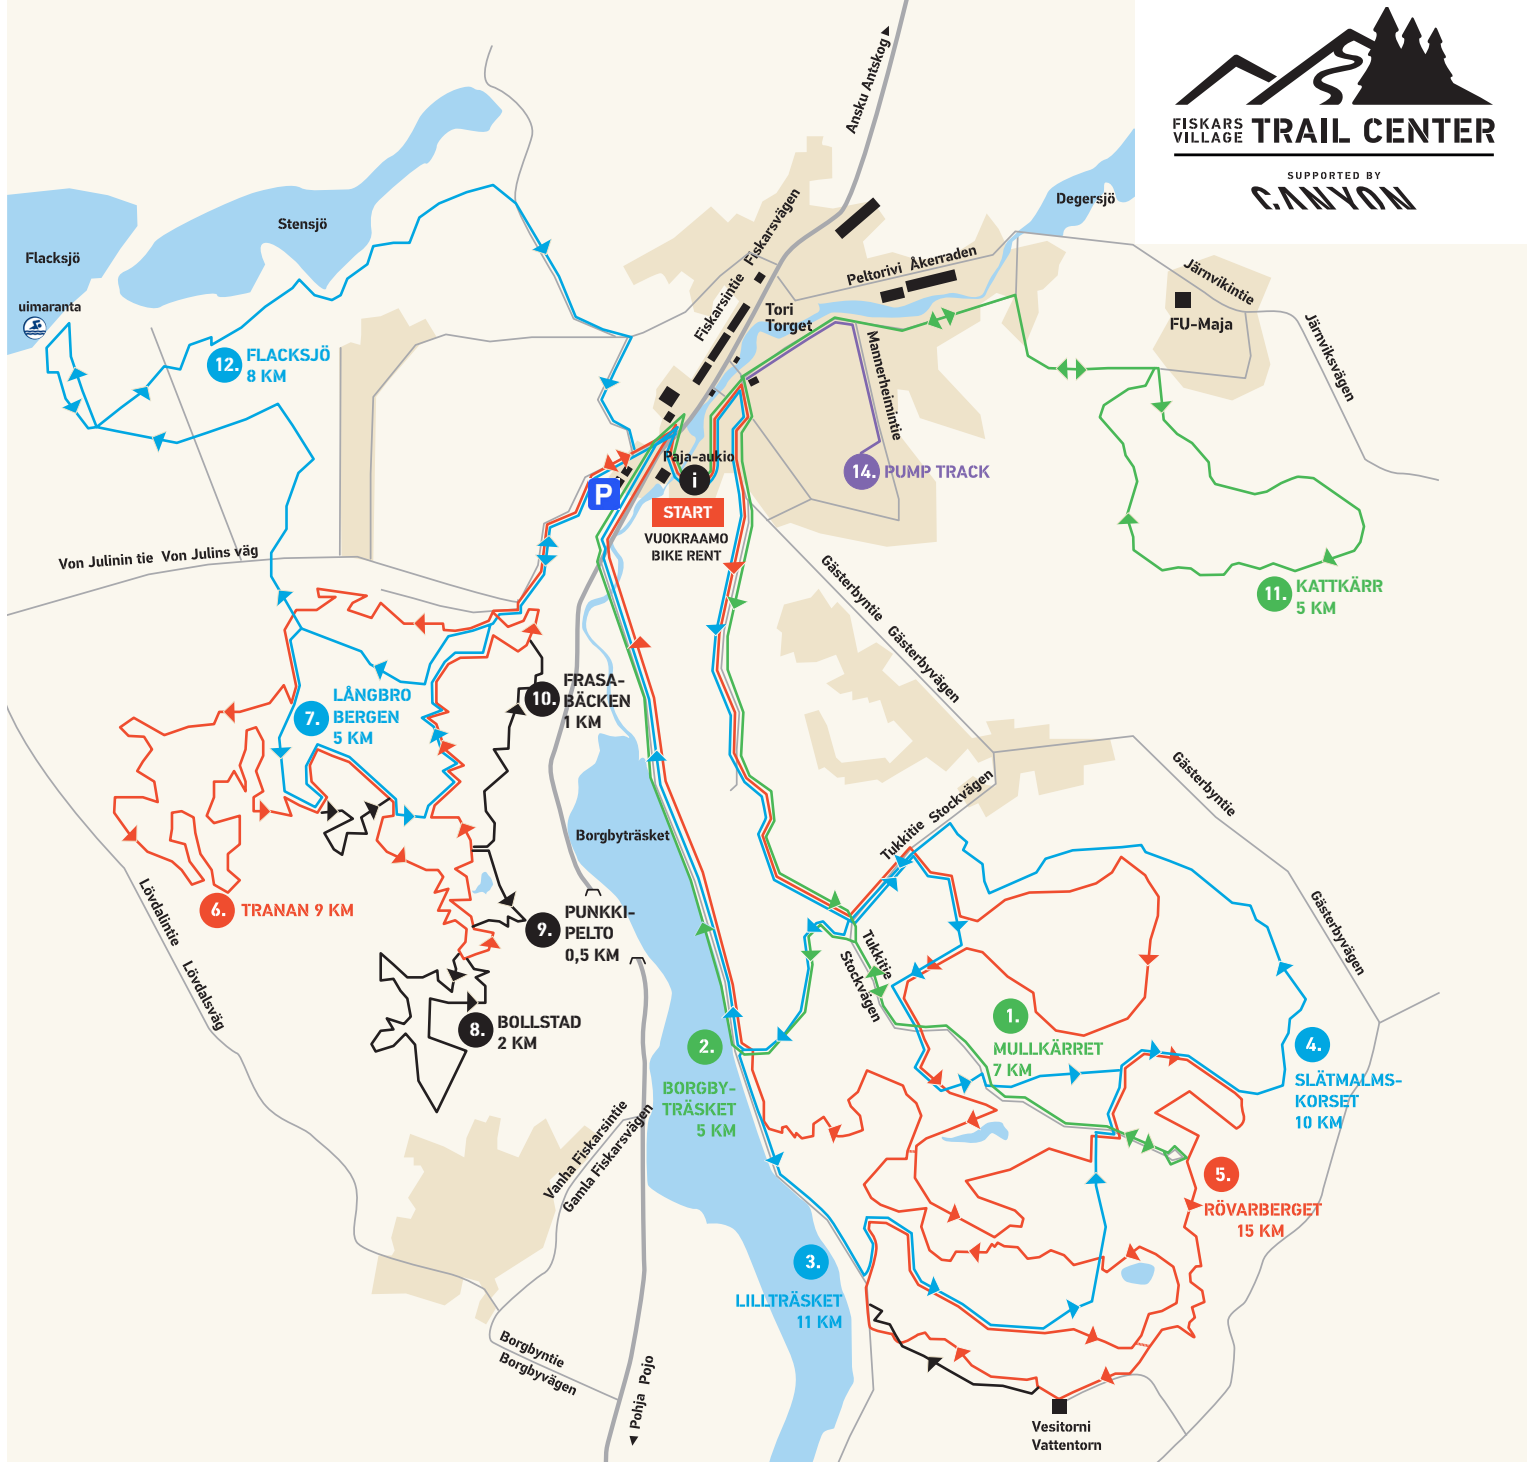 FISKARS
VILLAGE
TRAIL CENTER
SUPPORTED BY
CANYON
Ansku Antskog
Degersjö
Stensjö
Flacksjö
uimaranta
Fiskarsintie Fiskarsvägen
Peltorivi Åkerraden
Tori
Torget
Järnvikintie
FU-Maja
Järnviksvägen
Mannerheimintie
12. FLACKSJÖ
8 KM
Paja-aukio
i
P
START
VUOKRAAMO
BIKE RENT
14. PUMP TRACK
Von Julinin tie Von Julins väg
Gästerbyntie Gästerbyvägen
11. KATTKÄRR
5 KM
10. FRASA-
BÄCKEN
1 KM
7. LÅNGBRO
BERGEN
5 KM
Gästerbyntie
Gästerbyvägen
Tukkitie Stockvägen
Borgbyträsket
6. TRANAN 9 KM
Lövdalintie
Lövdalsväg
9. PUNKKI-
PELTO
0,5 KM
Tukkitie
Stockvägen
8. BOLLSTAD
2 KM
1.
MULLKÄRRET
7 KM
2.
BORGBY-
TRÄSKET
5 KM
4.
SLÄTMALMS-
KORSET
10 KM
Vanha Fiskarsintie
Gamla Fiskarsvägen
5.
RÖVARBERGET
15 KM
3.
LILLTRÄSKET
11 KM
Borgbyntie
Borgbyvägen
Pohja Pojo
Vesitorni
Vattentorn